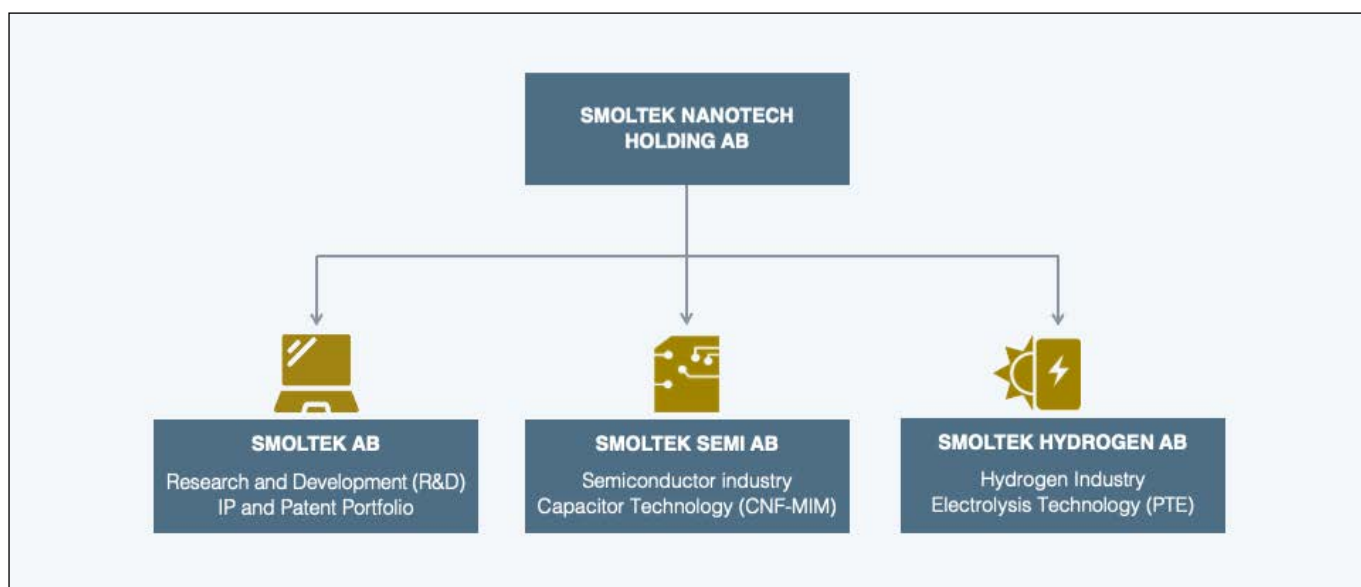 SMOLTEK NANOTECH
HOLDING AB
SMOLTEK AB
Research and Development (R&D)
IP and Patent Portfolio
SMOLTEK SEMI AB
Semiconductor industry
Capacitor Technology (CNF-MIM)
SMOLTEK HYDROGEN AB
Hydrogen Industry
Electrolysis Technology (PTE)